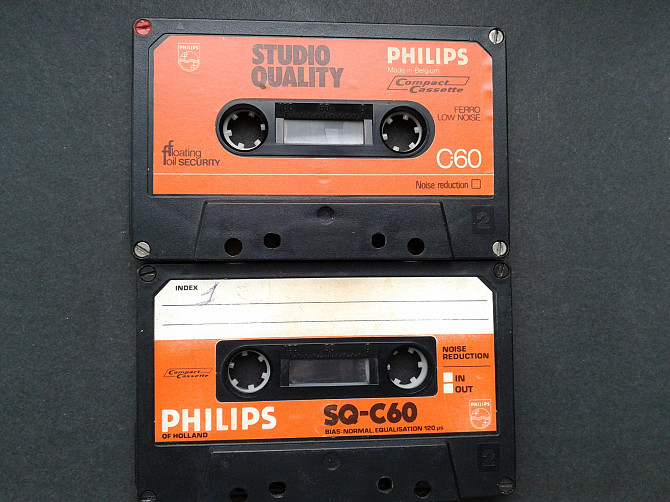 STUDIO
QUALITY
PHILIPS
PHILIPS
Made in Belgium
Compact
Cassette
FERRO
LOW NOISE
floating
foil SECURITY
C60
Noise reduction
2
INDEX
1
Compact
Cassette
NOISE
REDUCTION
IN
OUT
PHILIPS
OF HOLLAND
SQ-C60
BIAS: NORMAL, EQUALISATION 120 µs
PHILIPS
2